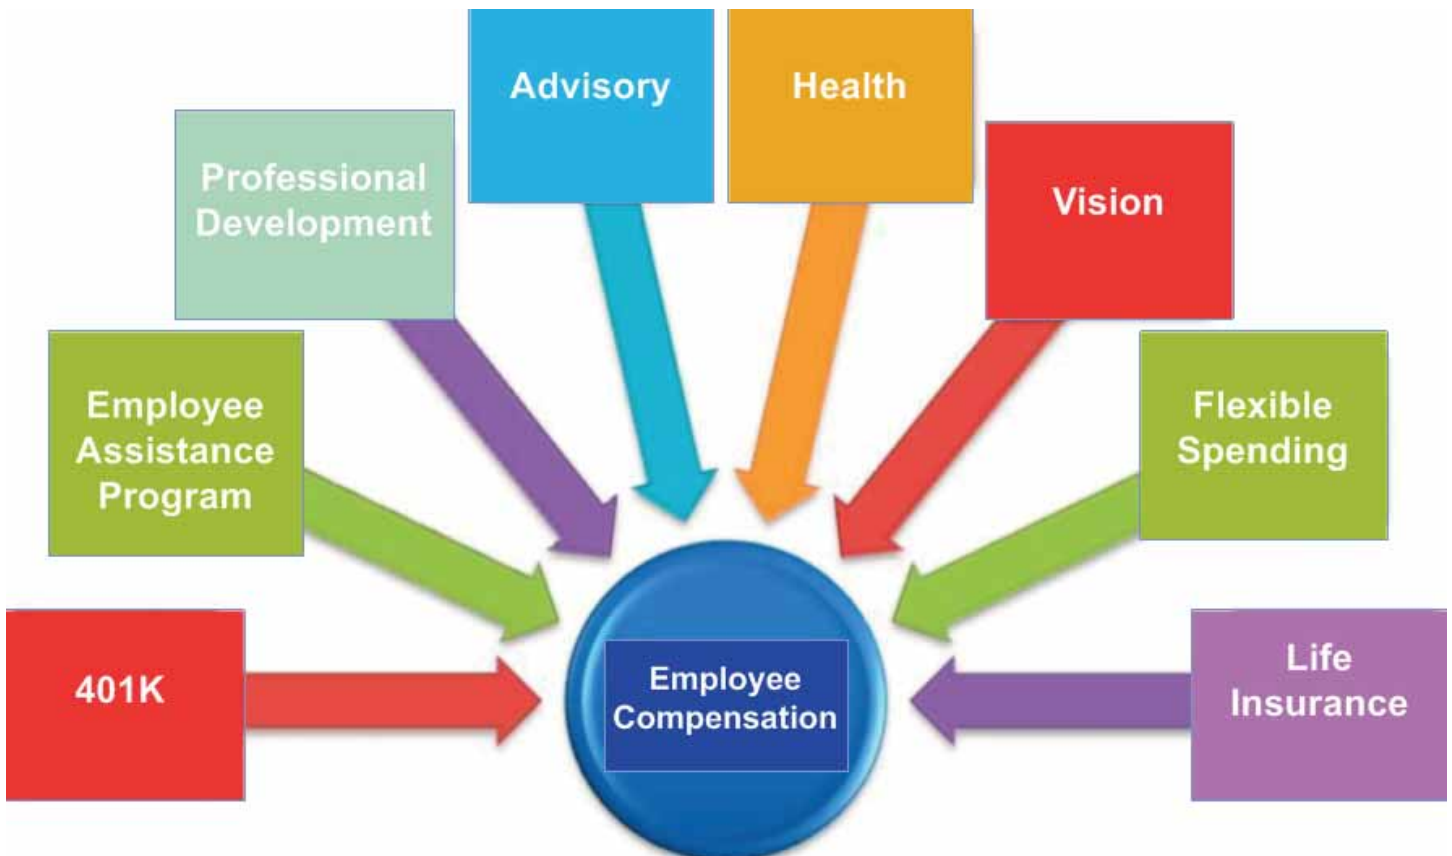 Advisory
Health
Professional
Development
Vision
Employee
Assistance
Program
Flexible
Spending
401K
Life
Insurance
Employee
Compensation